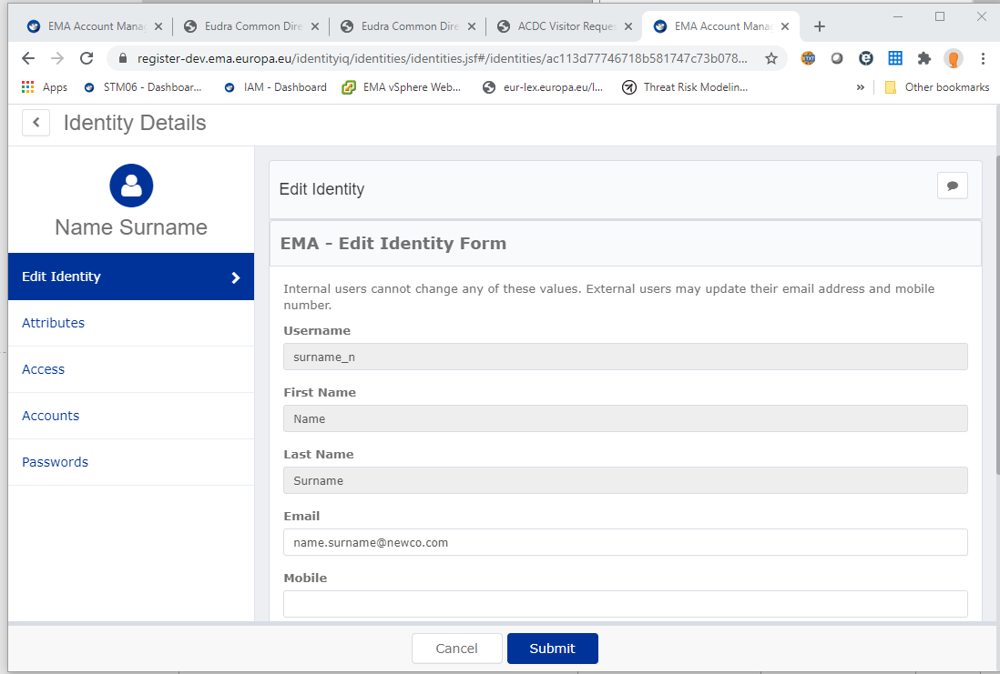 EMA Account Mana
Eudra Common Dire
Eudra Common Dire
ACDC Visitor Reques
EMA Account Mana
register-dev.ema.europa.eu/identityiq/identities/identities.jsf#/identities/ac113d77746718b581747c73b078...
Apps
STM06 - Dashboar...
IAM - Dashboard
EMA vSphere Web...
eur-lex.europa.eu/l...
Threat Risk Modelin...
»
Other bookmarks
Identity Details
Name Surname
Edit Identity
Attributes
Access
Accounts
Passwords
Edit Identity
EMA - Edit Identity Form
Internal users cannot change any of these values. External users may update their email address and mobile
number.
Username
surname_n
First Name
Name
Last Name
Surname
Email
name.surname@newco.com
Mobile
Cancel
Submit